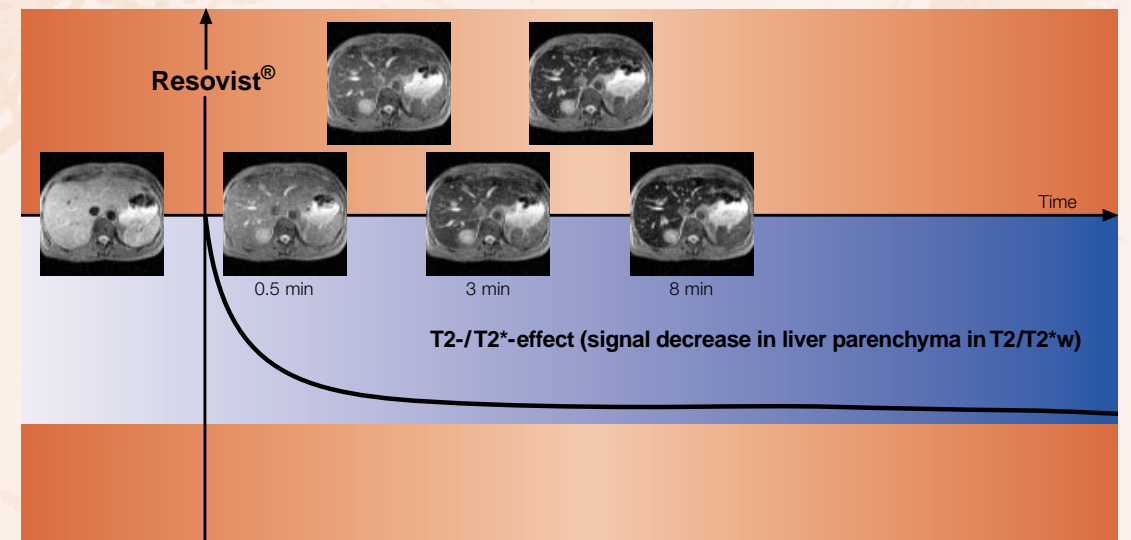 Resovist®
Time
0.5 min
3 min
8 min
T2-/T2*-effect (signal decrease in liver parenchyma in T2/T2*w)